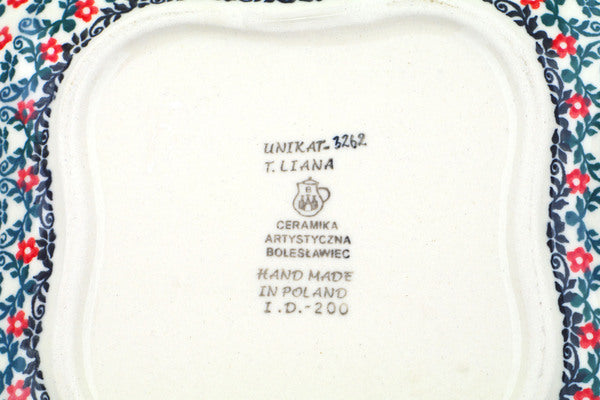 UNIKAT-3262
T. LIANA
CERAMIKA
ARTYSTYCZNA
BOLESŁAWIEC
HAND MADE
IN POLAND
I.D.-200